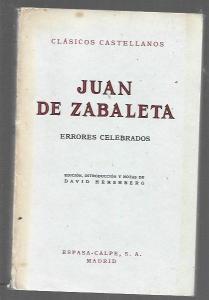 CLÁSICOS CASTELLANOS
JUAN
DE ZABALETA
ERRORES CELEBRADOS
EDICIÓN, INTRODUCCIÓN Y NOTAS DE
DAVID HERSHBERG
ESPASA-CALPE, S. A.
MADRID